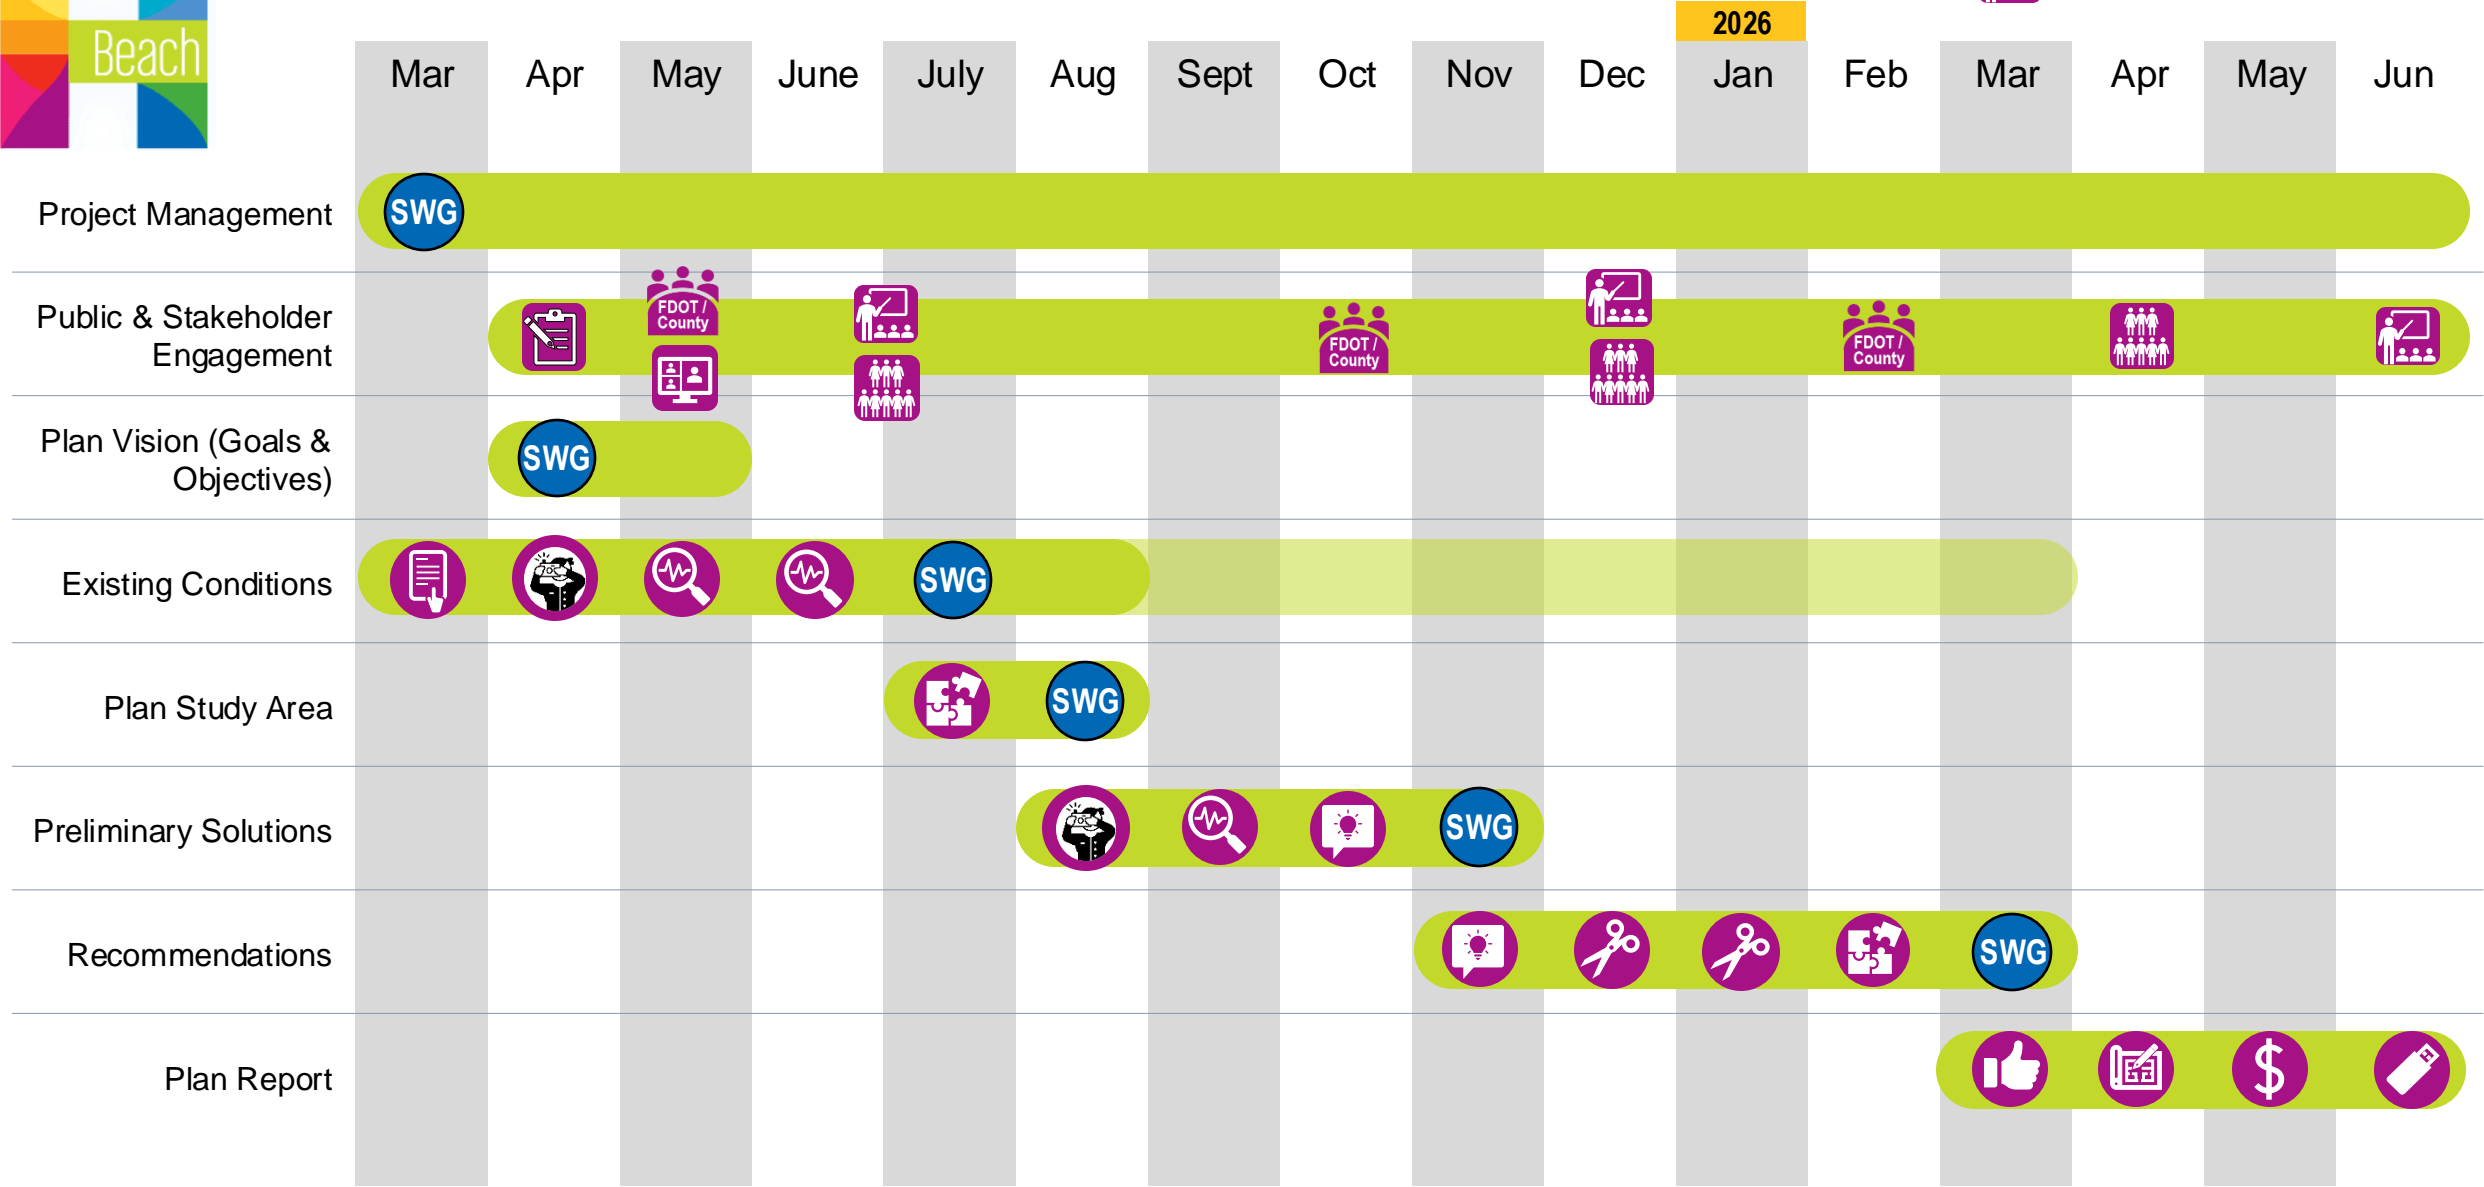 Beach
2026
Mar Apr May June July Aug Sept Oct Nov Dec Jan Feb Mar Apr May Jun
Project Management
SWG
Public & Stakeholder
Engagement
FDOT /
County
FDOT /
County
FDOT /
County
Plan Vision (Goals &
Objectives)
SWG
Existing Conditions
SWG
Plan Study Area
SWG
Preliminary Solutions
SWG
Recommendations
SWG
Plan Report
$